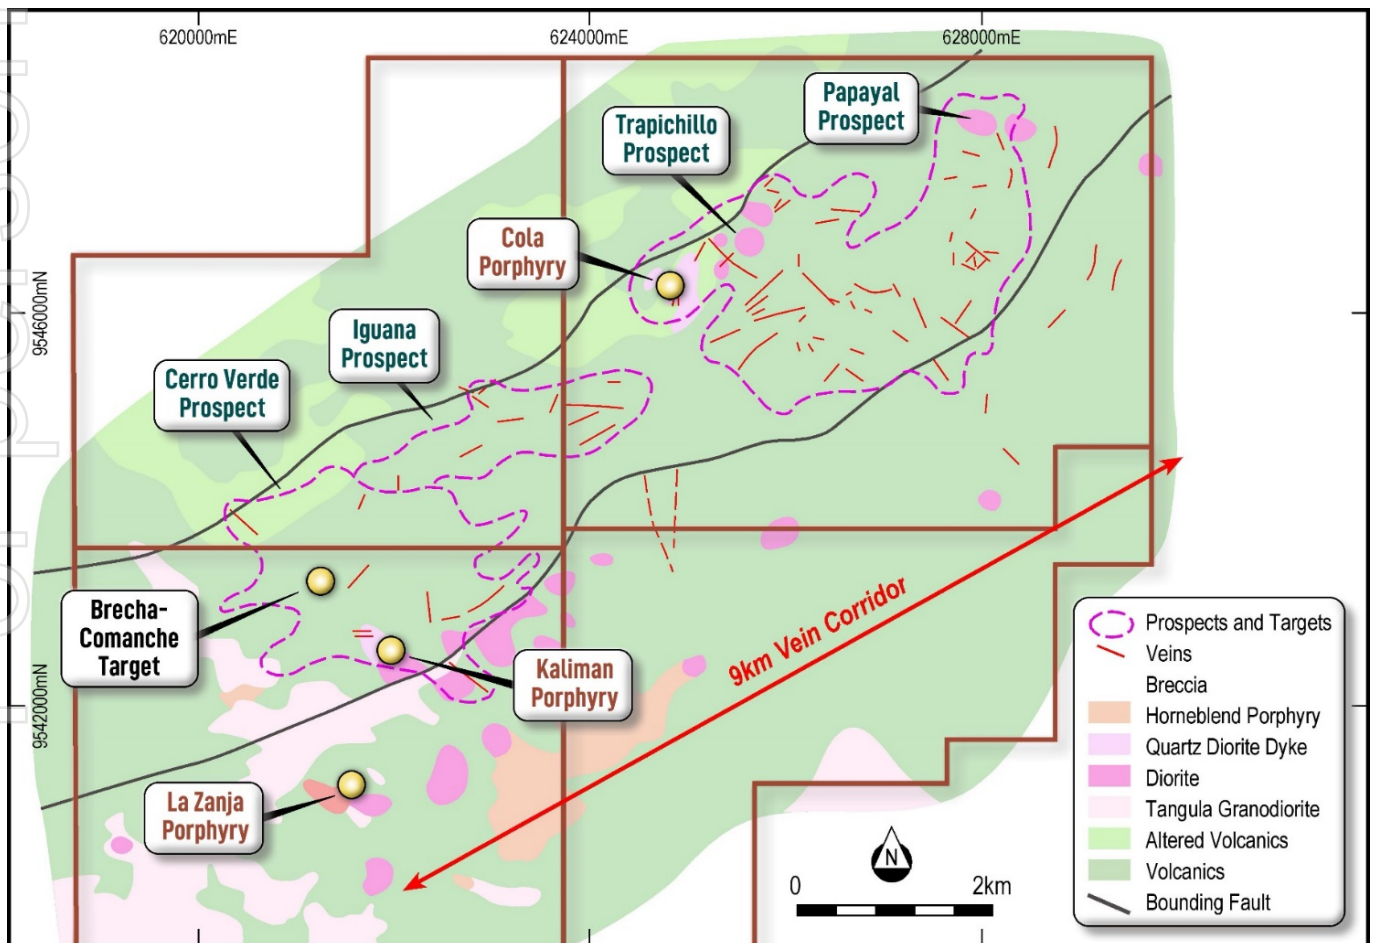 620000mE
624000mE
628000mE
Papayal
Prospect
Trapichillo
Prospect
Cola
Porphyry
9546000mN
Iguana
Prospect
Cerro Verde
Prospect
Brecha-
Comanche
Target
Kaliman
Porphyry
9542000mN
La Zanja
Porphyry
9km Vein Corridor
N
0
2km
Prospects and Targets
Veins
Breccia
Horneblend Porphyry
Quartz Diorite Dyke
Diorite
Tangula Granodiorite
Altered Volcanics
Volcanics
Bounding Fault